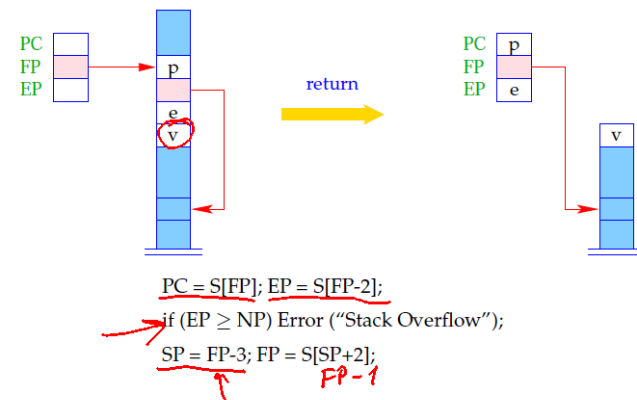 PC
FP
EP
p
e
v
return
PC
FP
EP
p
e
v
PC = S[FP]; EP = S[FP-2];
if (EP ≥ NP) Error (“Stack Overflow”);
SP = FP-3; FP = S[SP+2];
FP-1